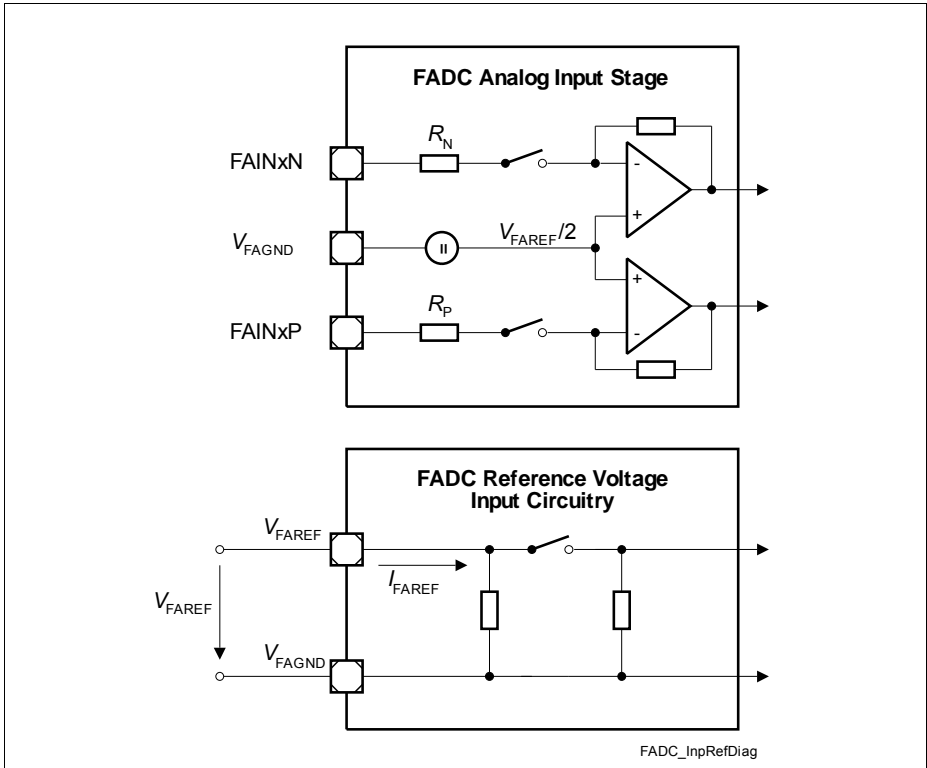 FADC Analog Input Stage
FAINxN
R_N
-
+
V_FAGND
=
V_FAREF/2
+
FAINxP
R_P
-
FADC Reference Voltage
Input Circuitry
V_FAREF
I_FAREF
V_FAREF
V_FAGND
FADC_InpRefDiag